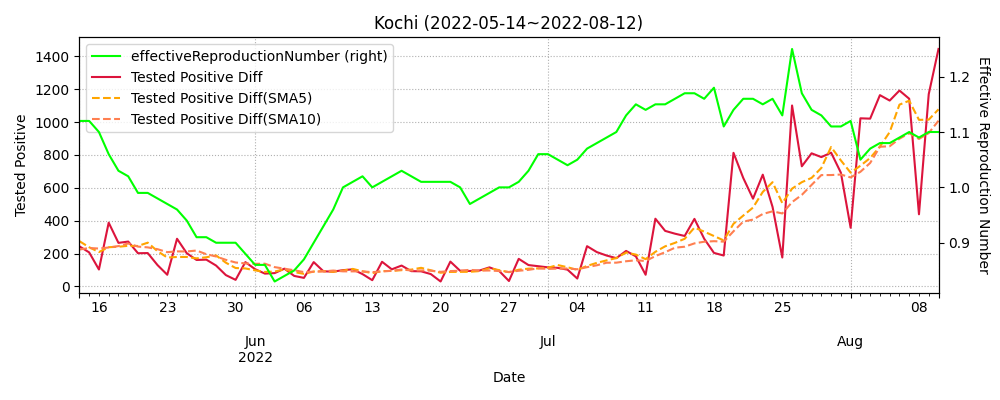 Kochi (2022-05-14~2022-08-12)
effectiveReproductionNumber (right)
Tested Positive Diff
Tested Positive Diff(SMA5)
Tested Positive Diff(SMA10)
Tested Positive
1400
1200
1000
800
600
400
200
0
Effective Reproduction Number
1.2
1.1
1.0
0.9
16 23 30 06 13 20 27 04 11 18 25 08
Jun Jul Aug
2022
Date